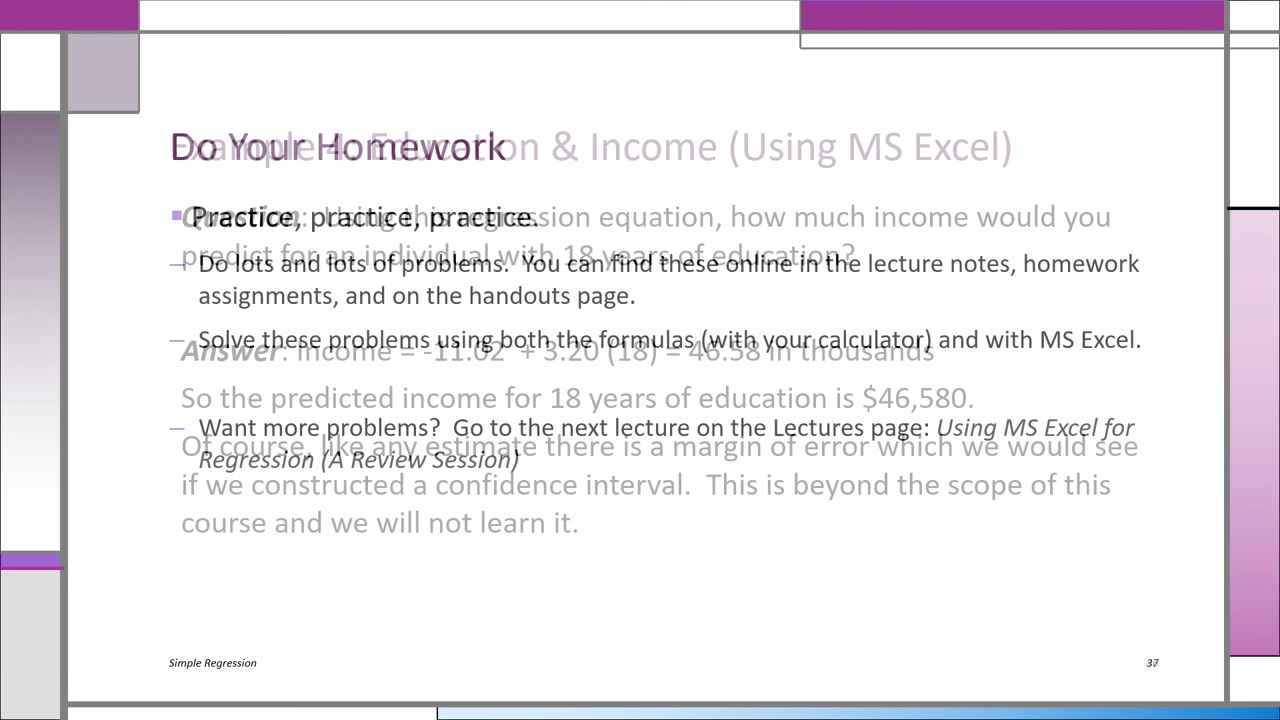 Do Your Homework
Example 4: Education & Income (Using MS Excel)
Practice, practice, practice.
Question: Using this regression equation, how much income would you
predict for an individual with 18 years of education?
– Do lots and lots of problems. You can find these online in the lecture notes, homework
assignments, and on the handouts page.
– Solve these problems using both the formulas (with your calculator) and with MS Excel.
Answer: Income = -11.02 + 3.20 (18) = 46.58 in thousands
So the predicted income for 18 years of education is $46,580.
– Want more problems? Go to the next lecture on the Lectures page: Using MS Excel for
Regression (A Review Session)
Of course, like any estimate there is a margin of error which we would see
if we constructed a confidence interval. This is beyond the scope of this
course and we will not learn it.
Simple Regression
37